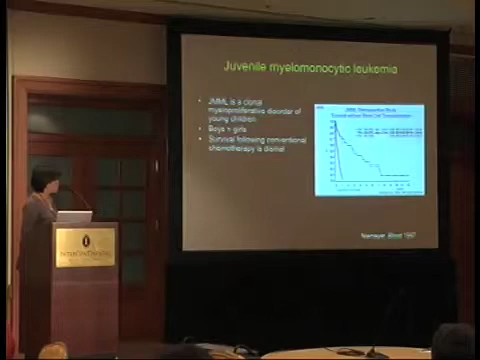 Juvenile myelomonocytic leukemia
• JMML is a clonal
myeloproliferative disorder of
young children
• Boys > girls
• Survival following conventional
chemotherapy is dismal
Niemeyer Blood 1997
INTERCONTINENTAL